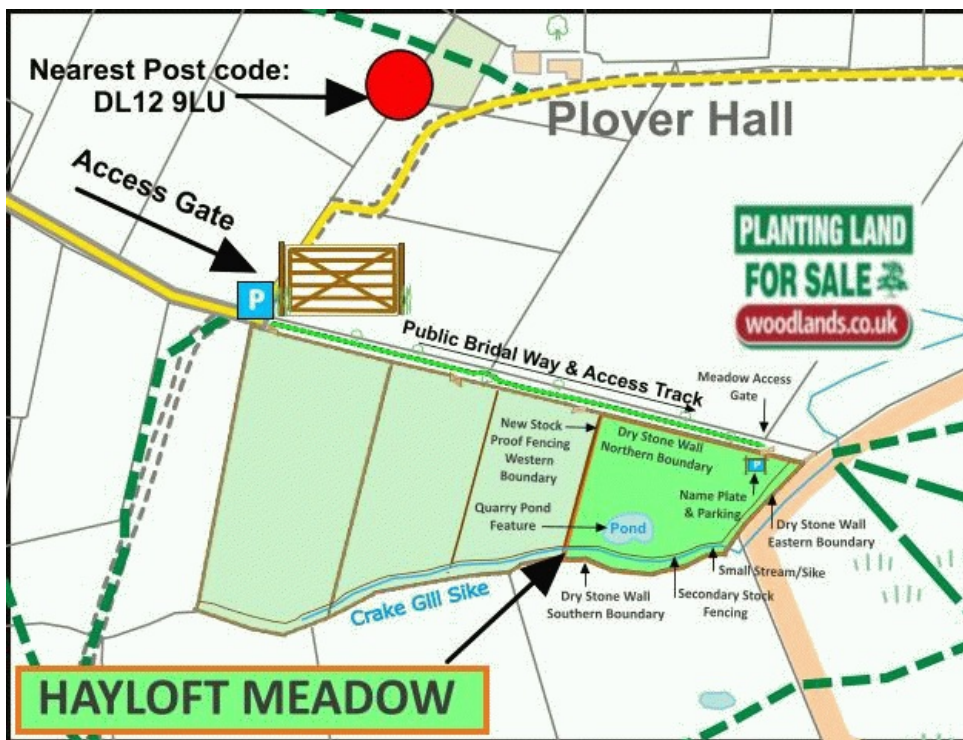 Nearest Post code:
DL12 9LU
Plover Hall
Access Gate
P
PLANTING LAND
FOR SALE
woodlands.co.uk
Public Bridal Way & Access Track
Meadow Access
Gate
New Stock
Proof Fencing
Western
Boundary
Dry Stone Wall
Northern Boundary
P
Name Plate
& Parking
Quarry Pond
Feature
Pond
Dry Stone Wall
Eastern Boundary
Small Stream/Sike
Secondary Stock
Fencing
Dry Stone Wall
Southern Boundary
Crake Gill Sike
HAYLOFT MEADOW